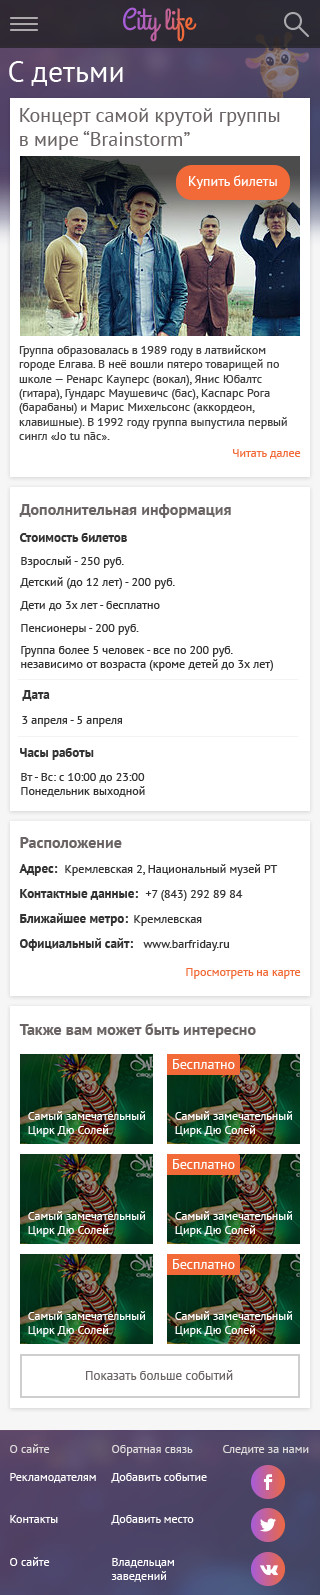 City life
С детьми
Концерт самой крутой группы
в мире “Brainstorm”
Купить билеты
Группа образовалась в 1989 году в латвийском
городе Елгава. В неё вошли пятеро товарищей по
школе — Ренарс Кауперс (вокал), Янис Юбалтс
(гитара), Гундарс Маушевичс (бас), Каспарс Рога
(барабаны) и Марис Михельсонс (аккордеон,
клавишные). В 1992 году группа выпустила первый
сингл «Jo tu nāc».
Читать далее
Дополнительная информация
Стоимость билетов
Взрослый - 250 руб.
Детский (до 12 лет) - 200 руб.
Дети до 3х лет - бесплатно
Пенсионеры - 200 руб.
Группа более 5 человек - все по 200 руб.
независимо от возраста (кроме детей до 3х лет)
Дата
3 апреля - 5 апреля
Часы работы
Вт - Вс: с 10:00 до 23:00
Понедельник выходной
Расположение
Адрес: Кремлевская 2, Национальный музей РТ
Контактные данные: +7 (843) 292 89 84
Ближайшее метро: Кремлевская
Официальный сайт: www.barfriday.ru
Просмотреть на карте
Также вам может быть интересно
Самый замечательный
Цирк Дю Солей
Бесплатно
Самый замечательный
Цирк Дю Солей
Самый замечательный
Цирк Дю Солей
Бесплатно
Самый замечательный
Цирк Дю Солей
Самый замечательный
Цирк Дю Солей
Бесплатно
Самый замечательный
Цирк Дю Солей
Показать больше событий
О сайте
Обратная связь
Следите за нами
Рекламодателям
Добавить событие
Контакты
Добавить место
О сайте
Владельцам
заведений